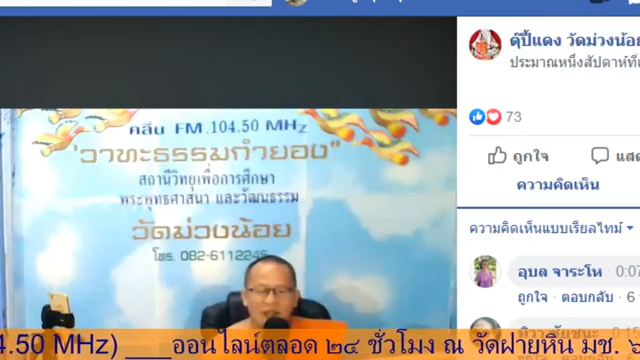 ตุ๊ปี้แดง วัดม่วงน้อย
ประมาณหนึ่งสัปดาห์ที่
73
ถูกใจ
ความคิดเห็น
ความคิดเห็นแบบเรียลไทม์
อุบล จาระโห
ถูกใจ · ตอบกลับ · 6
คลื่น FM.104.50 MHz
"วาทะธรรมก๋ำยอง"
สถานีวิทยุเพื่อการศึกษา
พระพุทธศาสนา และวัฒนธรรม
วัดม่วงน้อย
โทร. 082-6112245
4.50 MHz) ___ออนไลน์ตลอด ๒๔ ชั่วโมง ณ วัดฝายหิน มช.